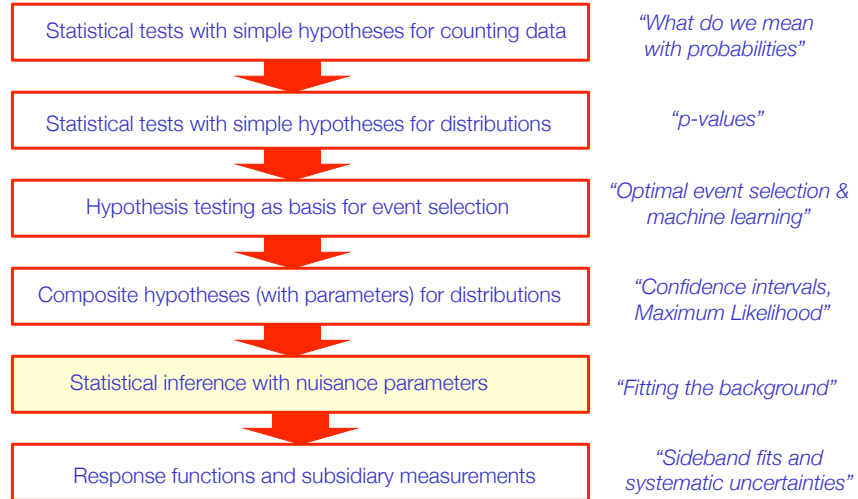 Statistical tests with simple hypotheses for counting data
“What do we mean
with probabilities”
Statistical tests with simple hypotheses for distributions
“p-values”
Hypothesis testing as basis for event selection
“Optimal event selection &
machine learning”
Composite hypotheses (with parameters) for distributions
“Confidence intervals,
Maximum Likelihood”
Statistical inference with nuisance parameters
“Fitting the background”
Response functions and subsidiary measurements
“Sideband fits and
systematic uncertainties”